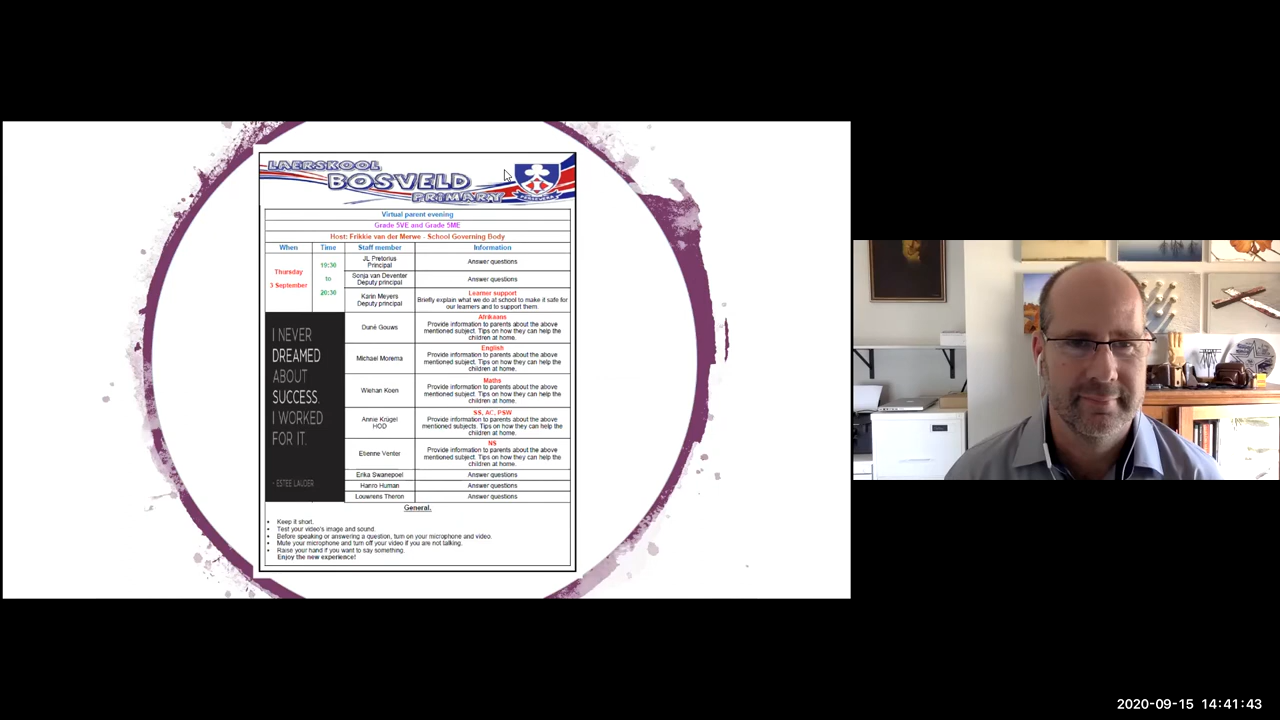 LAERSKOOL
BOSVELD
PRIMARY
Virtual parent evening
Grade 5VE and Grade 5ME
Host: Frikkie van der Merwe - School Governing Body
When Time Staff member Information
Thursday
3 September
19:30
to
20:30
JL Pretorius
Principal
Answer questions
Sonja van Deventer
Deputy principal
Answer questions
Karin Meyers
Deputy principal
Learner support
Briefly explain what we do at school to make it safe for
our learners and to support them.
I NEVER
DREAMED
ABOUT
SUCCESS.
I WORKED
FOR IT.
- ESTEE LAUDER
Duné Gouws
Afrikaans
Provide information to parents about the above
mentioned subject. Tips on how they can help the
children at home.
Michael Morema
English
Provide information to parents about the above
mentioned subject. Tips on how they can help the
children at home.
Wiehan Koen
Maths
Provide information to parents about the above
mentioned subject. Tips on how they can help the
children at home.
Annie Krügel
HOD
SS, AC, PSW
Provide information to parents about the above
mentioned subjects. Tips on how they can help the
children at home.
Etienne Venter
NS
Provide information to parents about the above
mentioned subject. Tips on how they can help the
children at home.
Erika Swanepoel Answer questions
Hanro Human Answer questions
Louwrens Theron Answer questions
General.
• Keep it short.
• Test your video's image and sound.
• Before speaking or answering a question, turn on your microphone and video.
• Mute your microphone and turn off your video if you are not talking.
• Raise your hand if you want to say something.
Enjoy the new experience!
2020-09-15 14:41:43